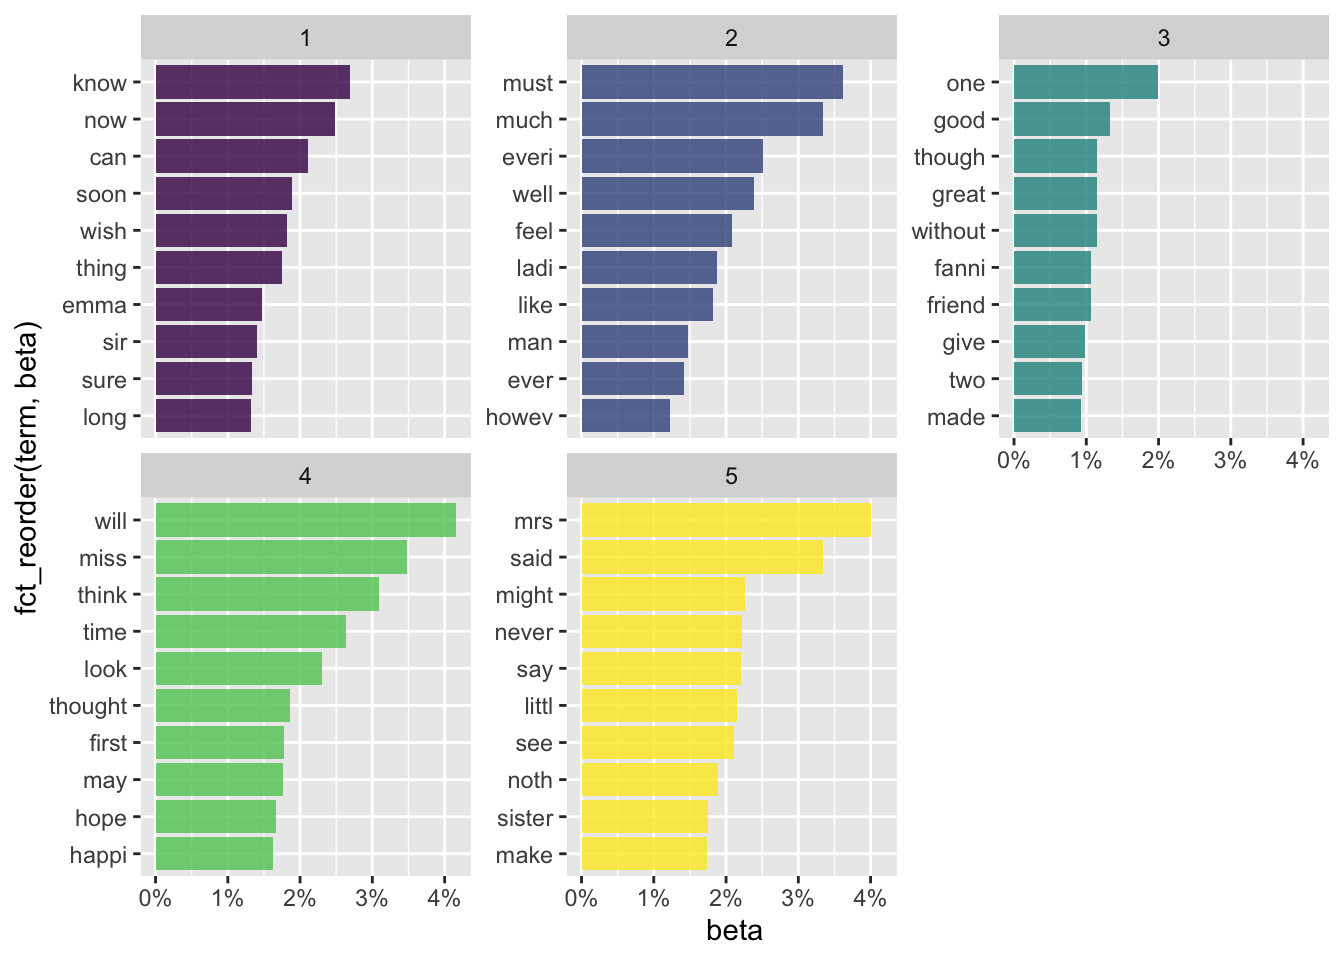 fct_reorder(term, beta)
1
know
now
can
soon
wish
thing
emma
sir
sure
long
2
must
much
everi
well
feel
ladi
like
man
ever
howev
3
one
good
though
great
without
fanni
friend
give
two
made
0% 1% 2% 3% 4%
4
will
miss
think
time
look
thought
first
may
hope
happi
0% 1% 2% 3% 4%
5
mrs
said
might
never
say
littl
see
noth
sister
make
0% 1% 2% 3% 4%
beta